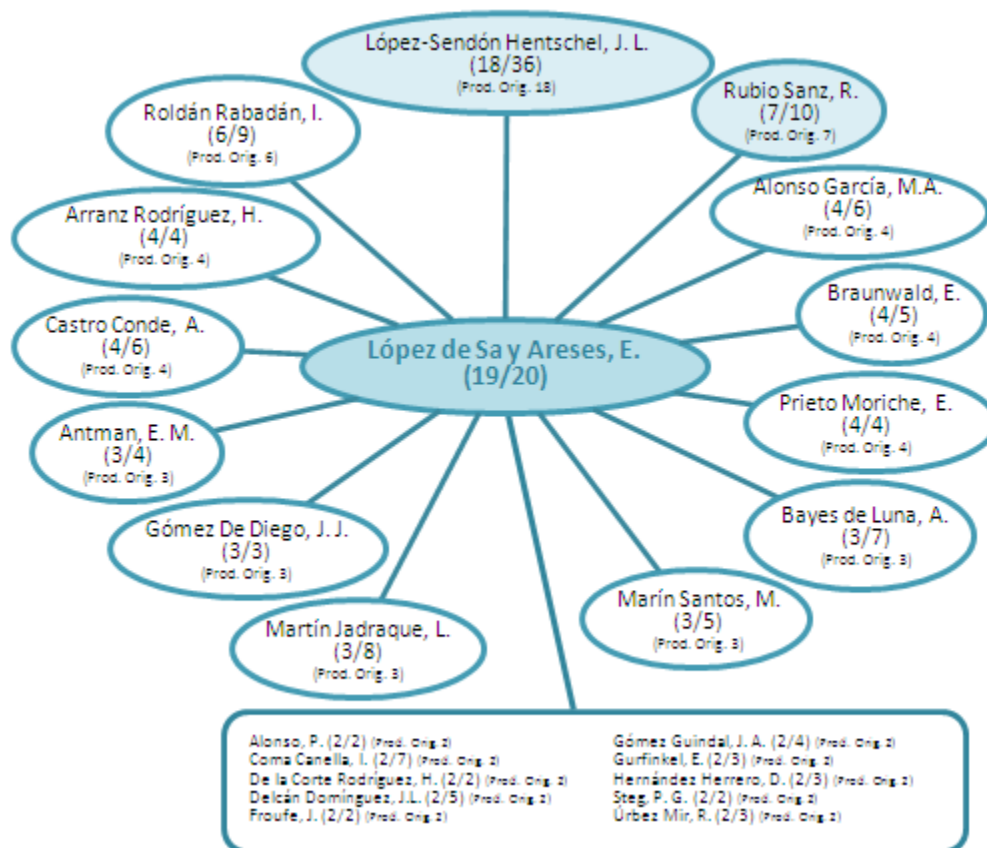 López-Sendón Hentschel, J. L.
(18/36)
(Prod. Orig. 18)
Rubio Sanz, R.
(7/10)
(Prod. Orig. 7)
Roldán Rabadán, I.
(6/9)
(Prod. Orig. 6)
Alonso García, M.A.
(4/6)
(Prod. Orig. 4)
Arranz Rodríguez, H.
(4/4)
(Prod. Orig. 4)
Braunwald, E.
(4/5)
(Prod. Orig. 4)
Castro Conde, A.
(4/6)
(Prod. Orig. 4)
López de Sa y Areses, E.
(19/20)
Prieto Moriche, E.
(4/4)
(Prod. Orig. 4)
Antman, E. M.
(3/4)
(Prod. Orig. 3)
Bayes de Luna, A.
(3/7)
(Prod. Orig. 3)
Gómez De Diego, J. J.
(3/3)
(Prod. Orig. 3)
Marín Santos, M.
(3/5)
(Prod. Orig. 3)
Martín Jadraque, L.
(3/8)
(Prod. Orig. 3)
Alonso, P. (2/2) (Prod. Orig. 2)
Coma Canella, I. (2/7) (Prod. Orig. 2)
De la Corte Rodríguez, H. (2/2) (Prod. Orig. 2)
Delcán Domínguez, J.L. (2/5) (Prod. Orig. 2)
Froufe, J. (2/2) (Prod. Orig. 2)
Gómez Guindal, J. A. (2/4) (Prod. Orig. 2)
Gurfinkel, E. (2/3) (Prod. Orig. 2)
Hernández Herrero, D. (2/3) (Prod. Orig. 2)
Steg, P. G. (2/2) (Prod. Orig. 2)
Úrbez Mir, R. (2/3) (Prod. Orig. 2)